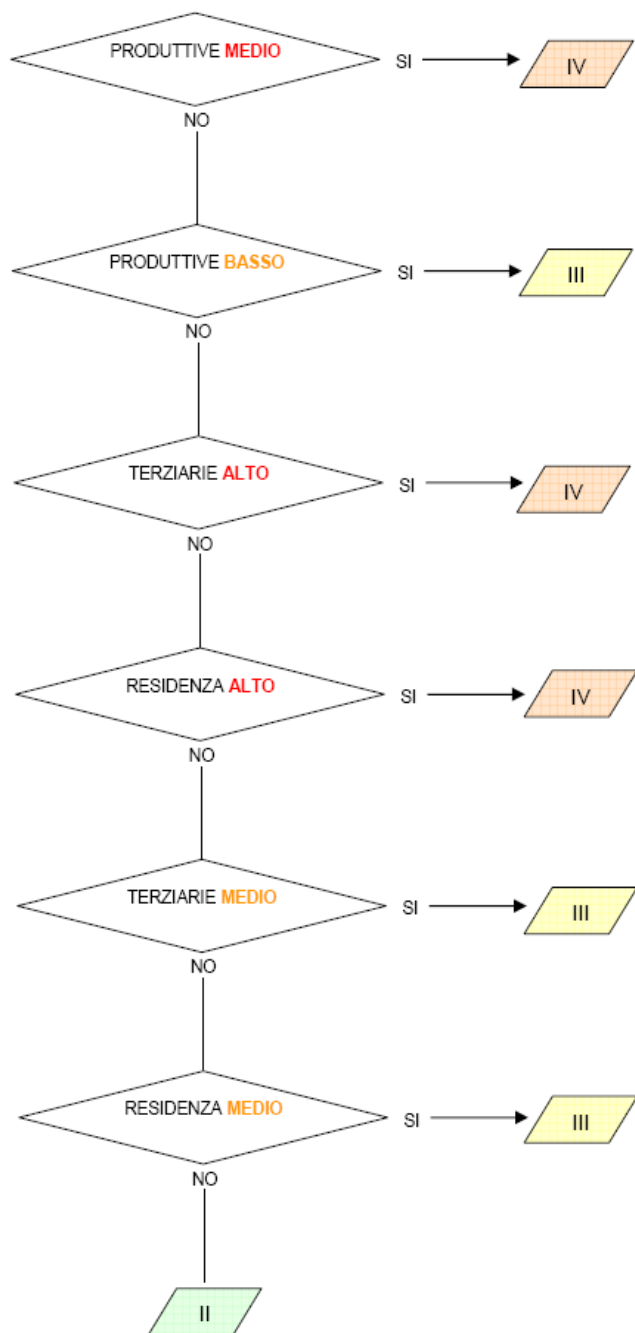 PRODUTTIVE MEDIO
SI
IV
NO
PRODUTTIVE BASSO
SI
III
NO
TERZIARIE ALTO
SI
IV
NO
RESIDENZA ALTO
SI
IV
NO
TERZIARIE MEDIO
SI
III
NO
RESIDENZA MEDIO
SI
III
NO
II